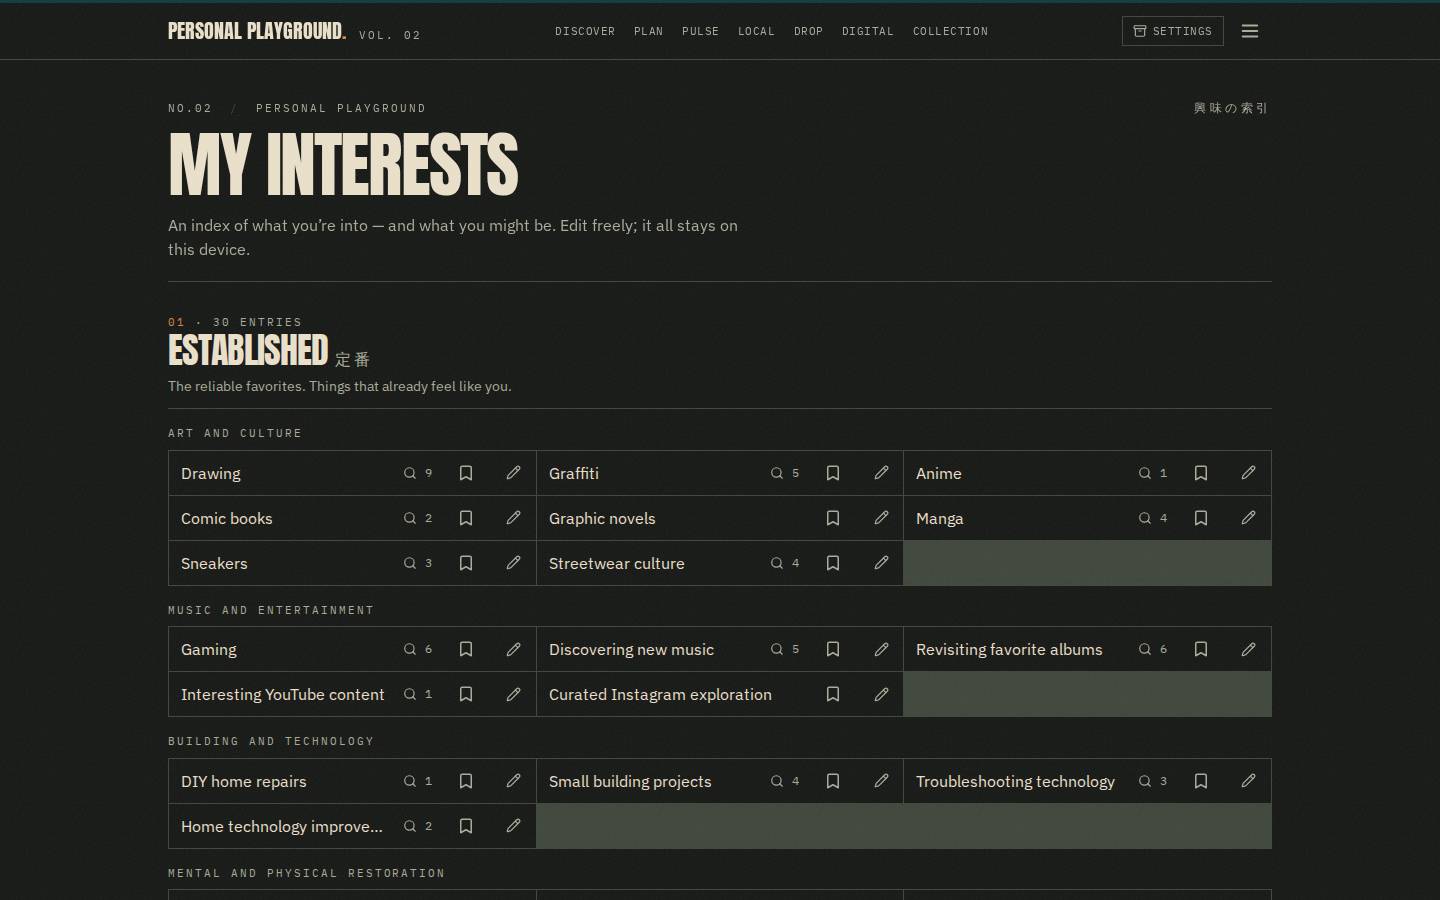 PERSONAL PLAYGROUND. VOL. 02
DISCOVER PLAN PULSE LOCAL DROP DIGITAL COLLECTION
SETTINGS
NO.02 / PERSONAL PLAYGROUND
興味の索引
MY INTERESTS
An index of what you’re into — and what you might be. Edit freely; it all stays on
this device.
01 · 30 ENTRIES
ESTABLISHED 定番
The reliable favorites. Things that already feel like you.
ART AND CULTURE
Drawing 9 Graffiti 5 Anime 1
Comic books 2 Graphic novels Manga 4
Sneakers 3 Streetwear culture 4
MUSIC AND ENTERTAINMENT
Gaming 6 Discovering new music 5 Revisiting favorite albums 6
Interesting YouTube content 1 Curated Instagram exploration
BUILDING AND TECHNOLOGY
DIY home repairs 1 Small building projects 4 Troubleshooting technology 3
Home technology improve... 2
MENTAL AND PHYSICAL RESTORATION